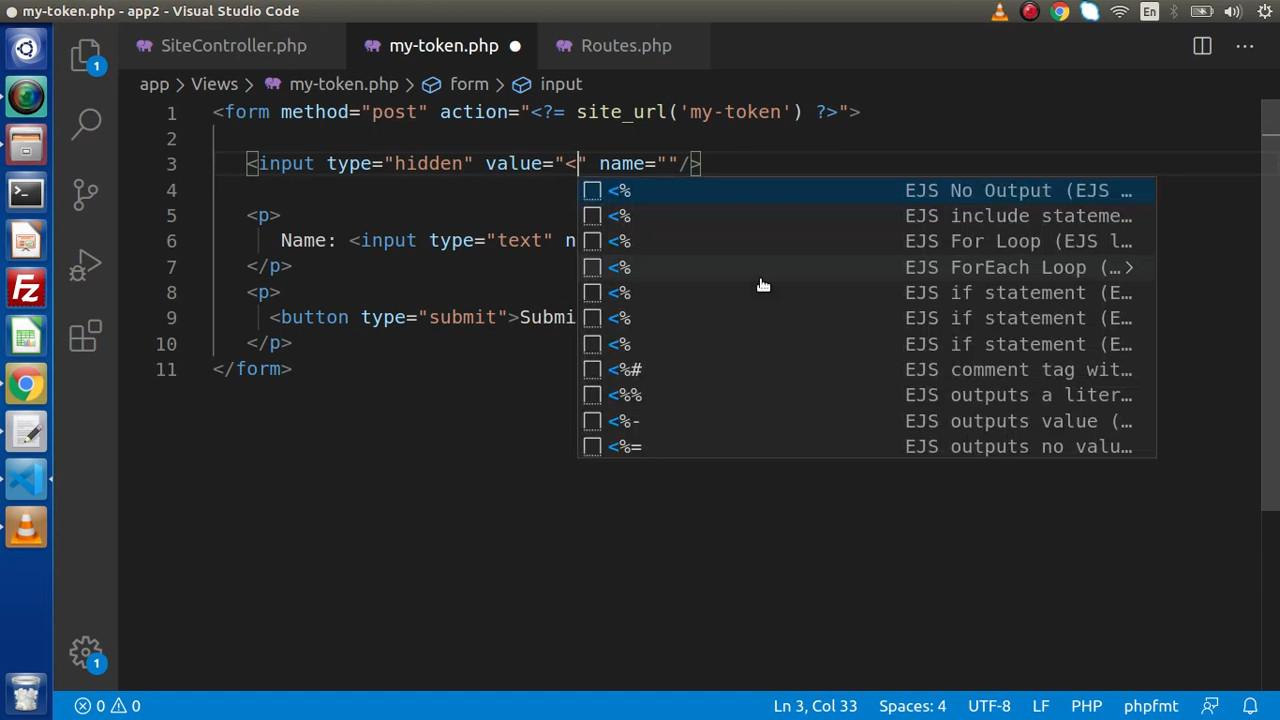 my-token.php - app2 - Visual Studio Code
En
SiteController.php
my-token.php
Routes.php
app > Views > my-token.php > form > input
1 <form method="post" action="<?= site_url('my-token') ?>">
2
3 <input type="hidden" value="<" name=""/>
4
5 <p>
6 Name: <input type="text" n
7 </p>
8 <p>
9 <button type="submit">Submi
10 </p>
11 </form>
<% EJS No Output (EJS …
<% EJS include stateme…
<% EJS For Loop (EJS l…
<% EJS ForEach Loop (…>
<% EJS if statement (E…
<% EJS if statement (E…
<% EJS if statement (E…
<%# EJS comment tag wit…
<%% EJS outputs a liter…
<%- EJS outputs value (…
<%= EJS outputs no valu…
1
1
0 0 Ln 3, Col 33 Spaces: 4 UTF-8 LF PHP phpfmt